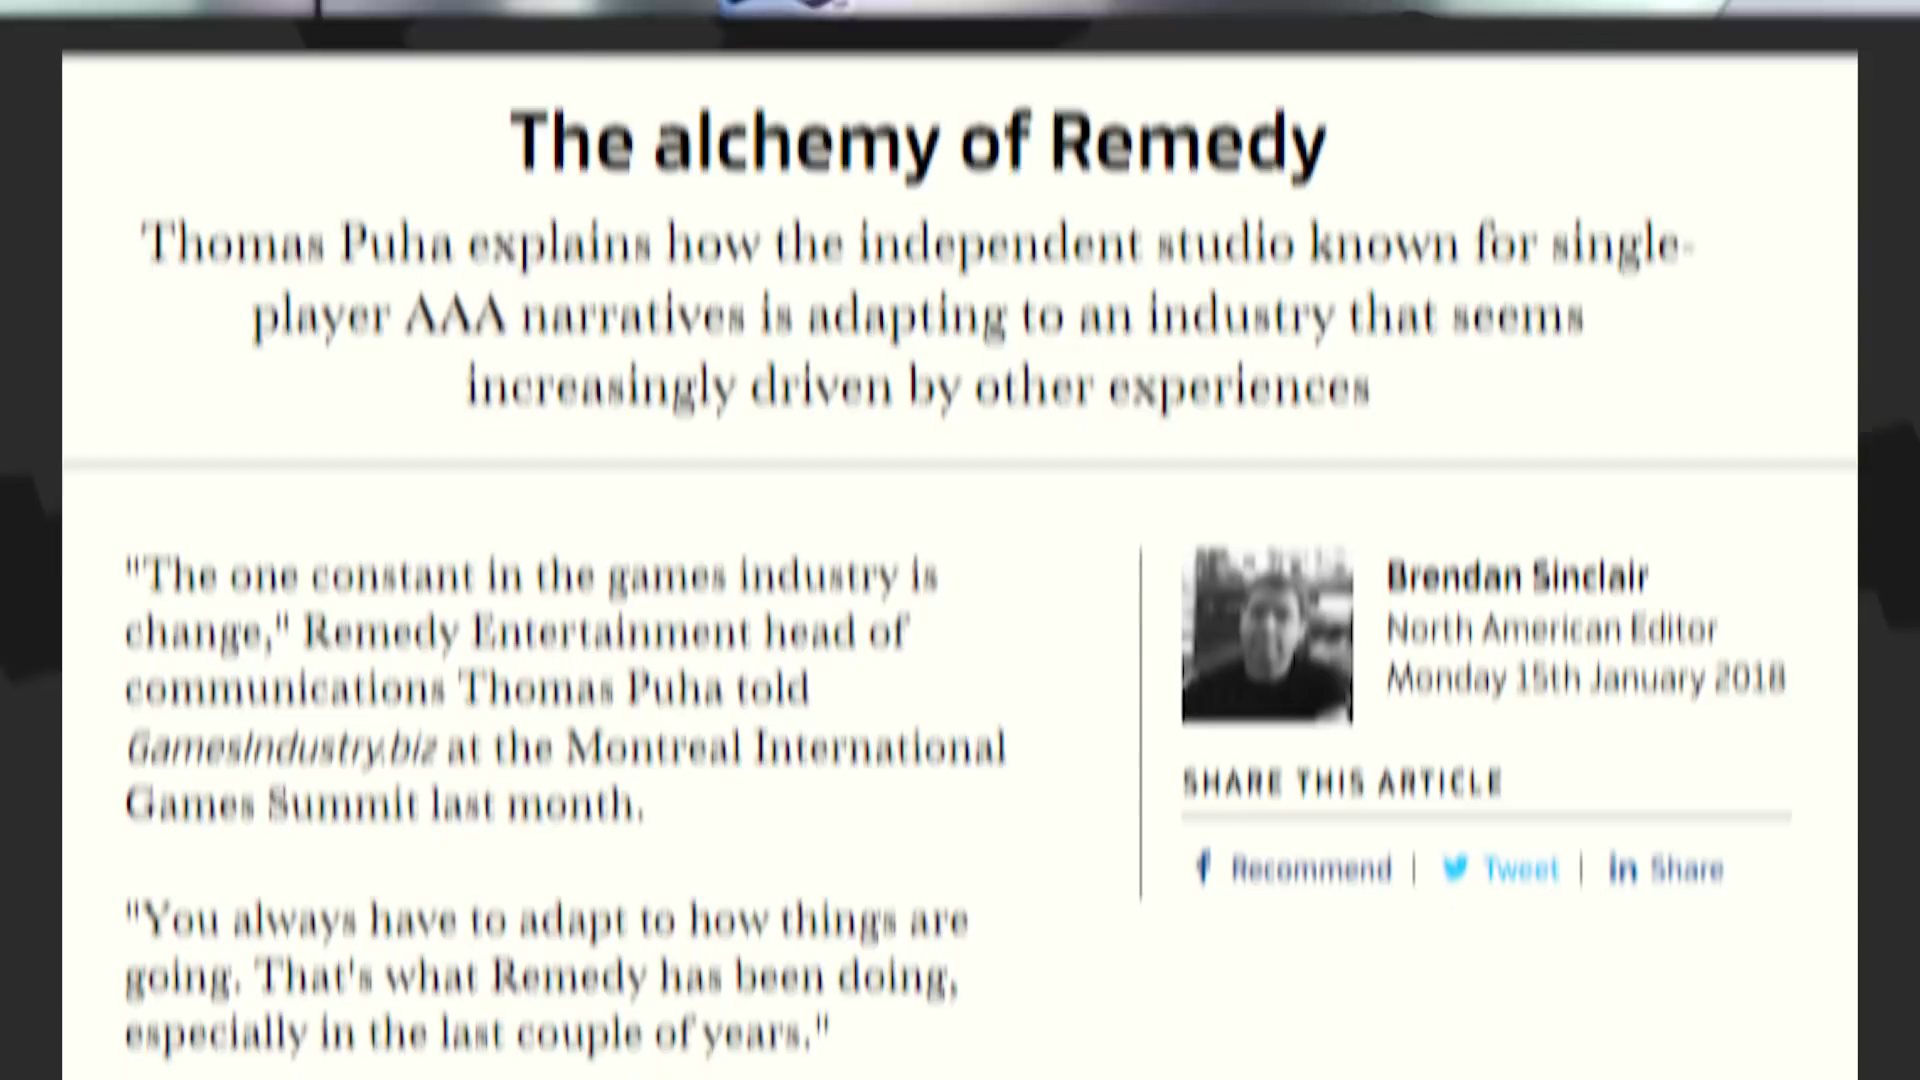 The alchemy of Remedy
Thomas Puha explains how the independent studio known for single-
player AAA narratives is adapting to an industry that seems
increasingly driven by other experiences
"The one constant in the games industry is
change," Remedy Entertainment head of
communications Thomas Puha told
GamesIndustry.biz at the Montreal International
Games Summit last month.
"You always have to adapt to how things are
going. That's what Remedy has been doing,
especially in the last couple of years."
Brendan Sinclair
North American Editor
Monday 15th January 2018
SHARE THIS ARTICLE
f Recommend | Tweet | in Share